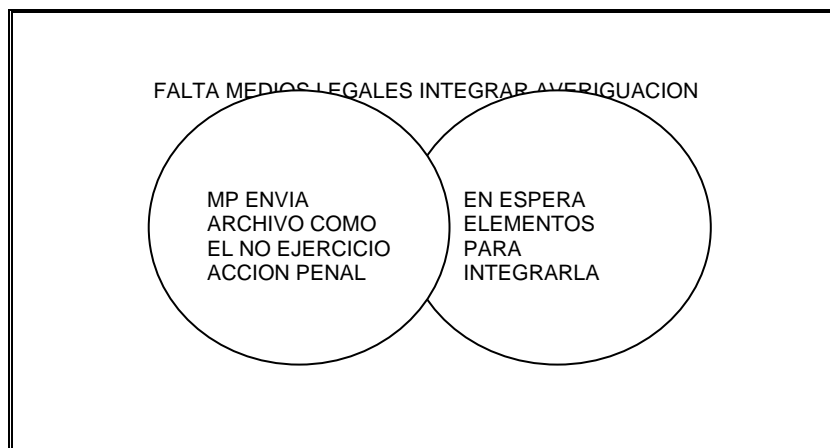 FALTA MEDIOS LEGALES INTEGRAR AVERIGUACION
MP ENVIA
ARCHIVO COMO
EL NO EJERCICIO
ACCION PENAL
EN ESPERA
ELEMENTOS
PARA
INTEGRARLA